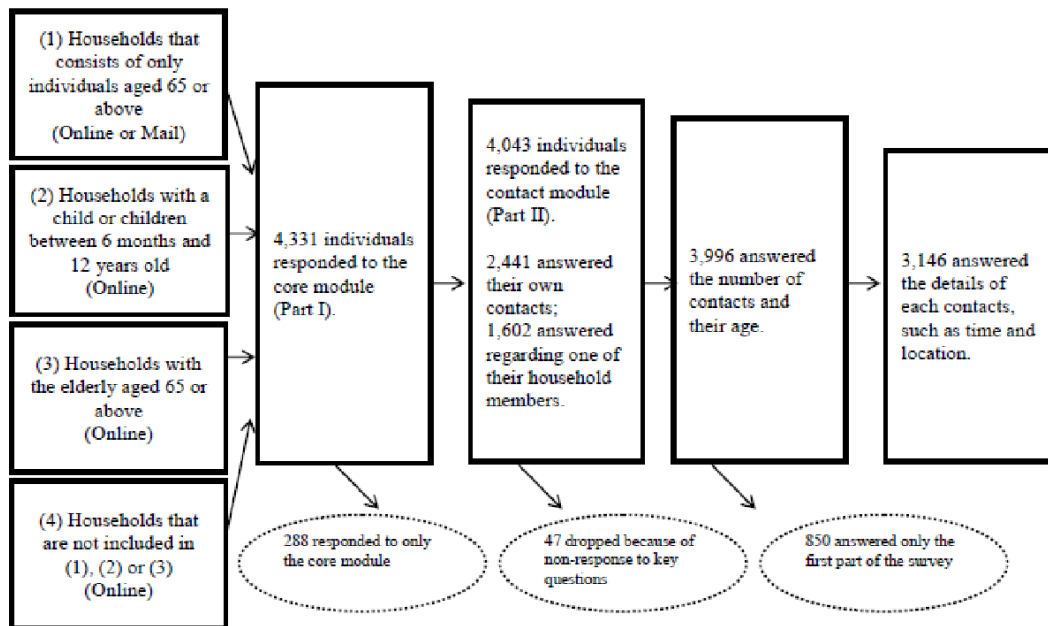 (1) Households that
consists of only
individuals aged 65 or
above
(Online or Mail)
(2) Households with a
child or children
between 6 months and
12 years old
(Online)
(3) Households with
the elderly aged 65 or
above
(Online)
(4) Households that
are not included in
(1), (2) or (3)
(Online)
4,331 individuals
responded to the
core module
(Part I).
4,043 individuals
responded to the
contact module
(Part II).
2,441 answered
their own
contacts;
1,602 answered
regarding one of
their household
members.
3,996 answered
the number of
contacts and
their age.
3,146 answered
the details of
each contacts,
such as time and
location.
288 responded to only
the core module
47 dropped because of
non-response to key
questions
850 answered only the
first part of the survey